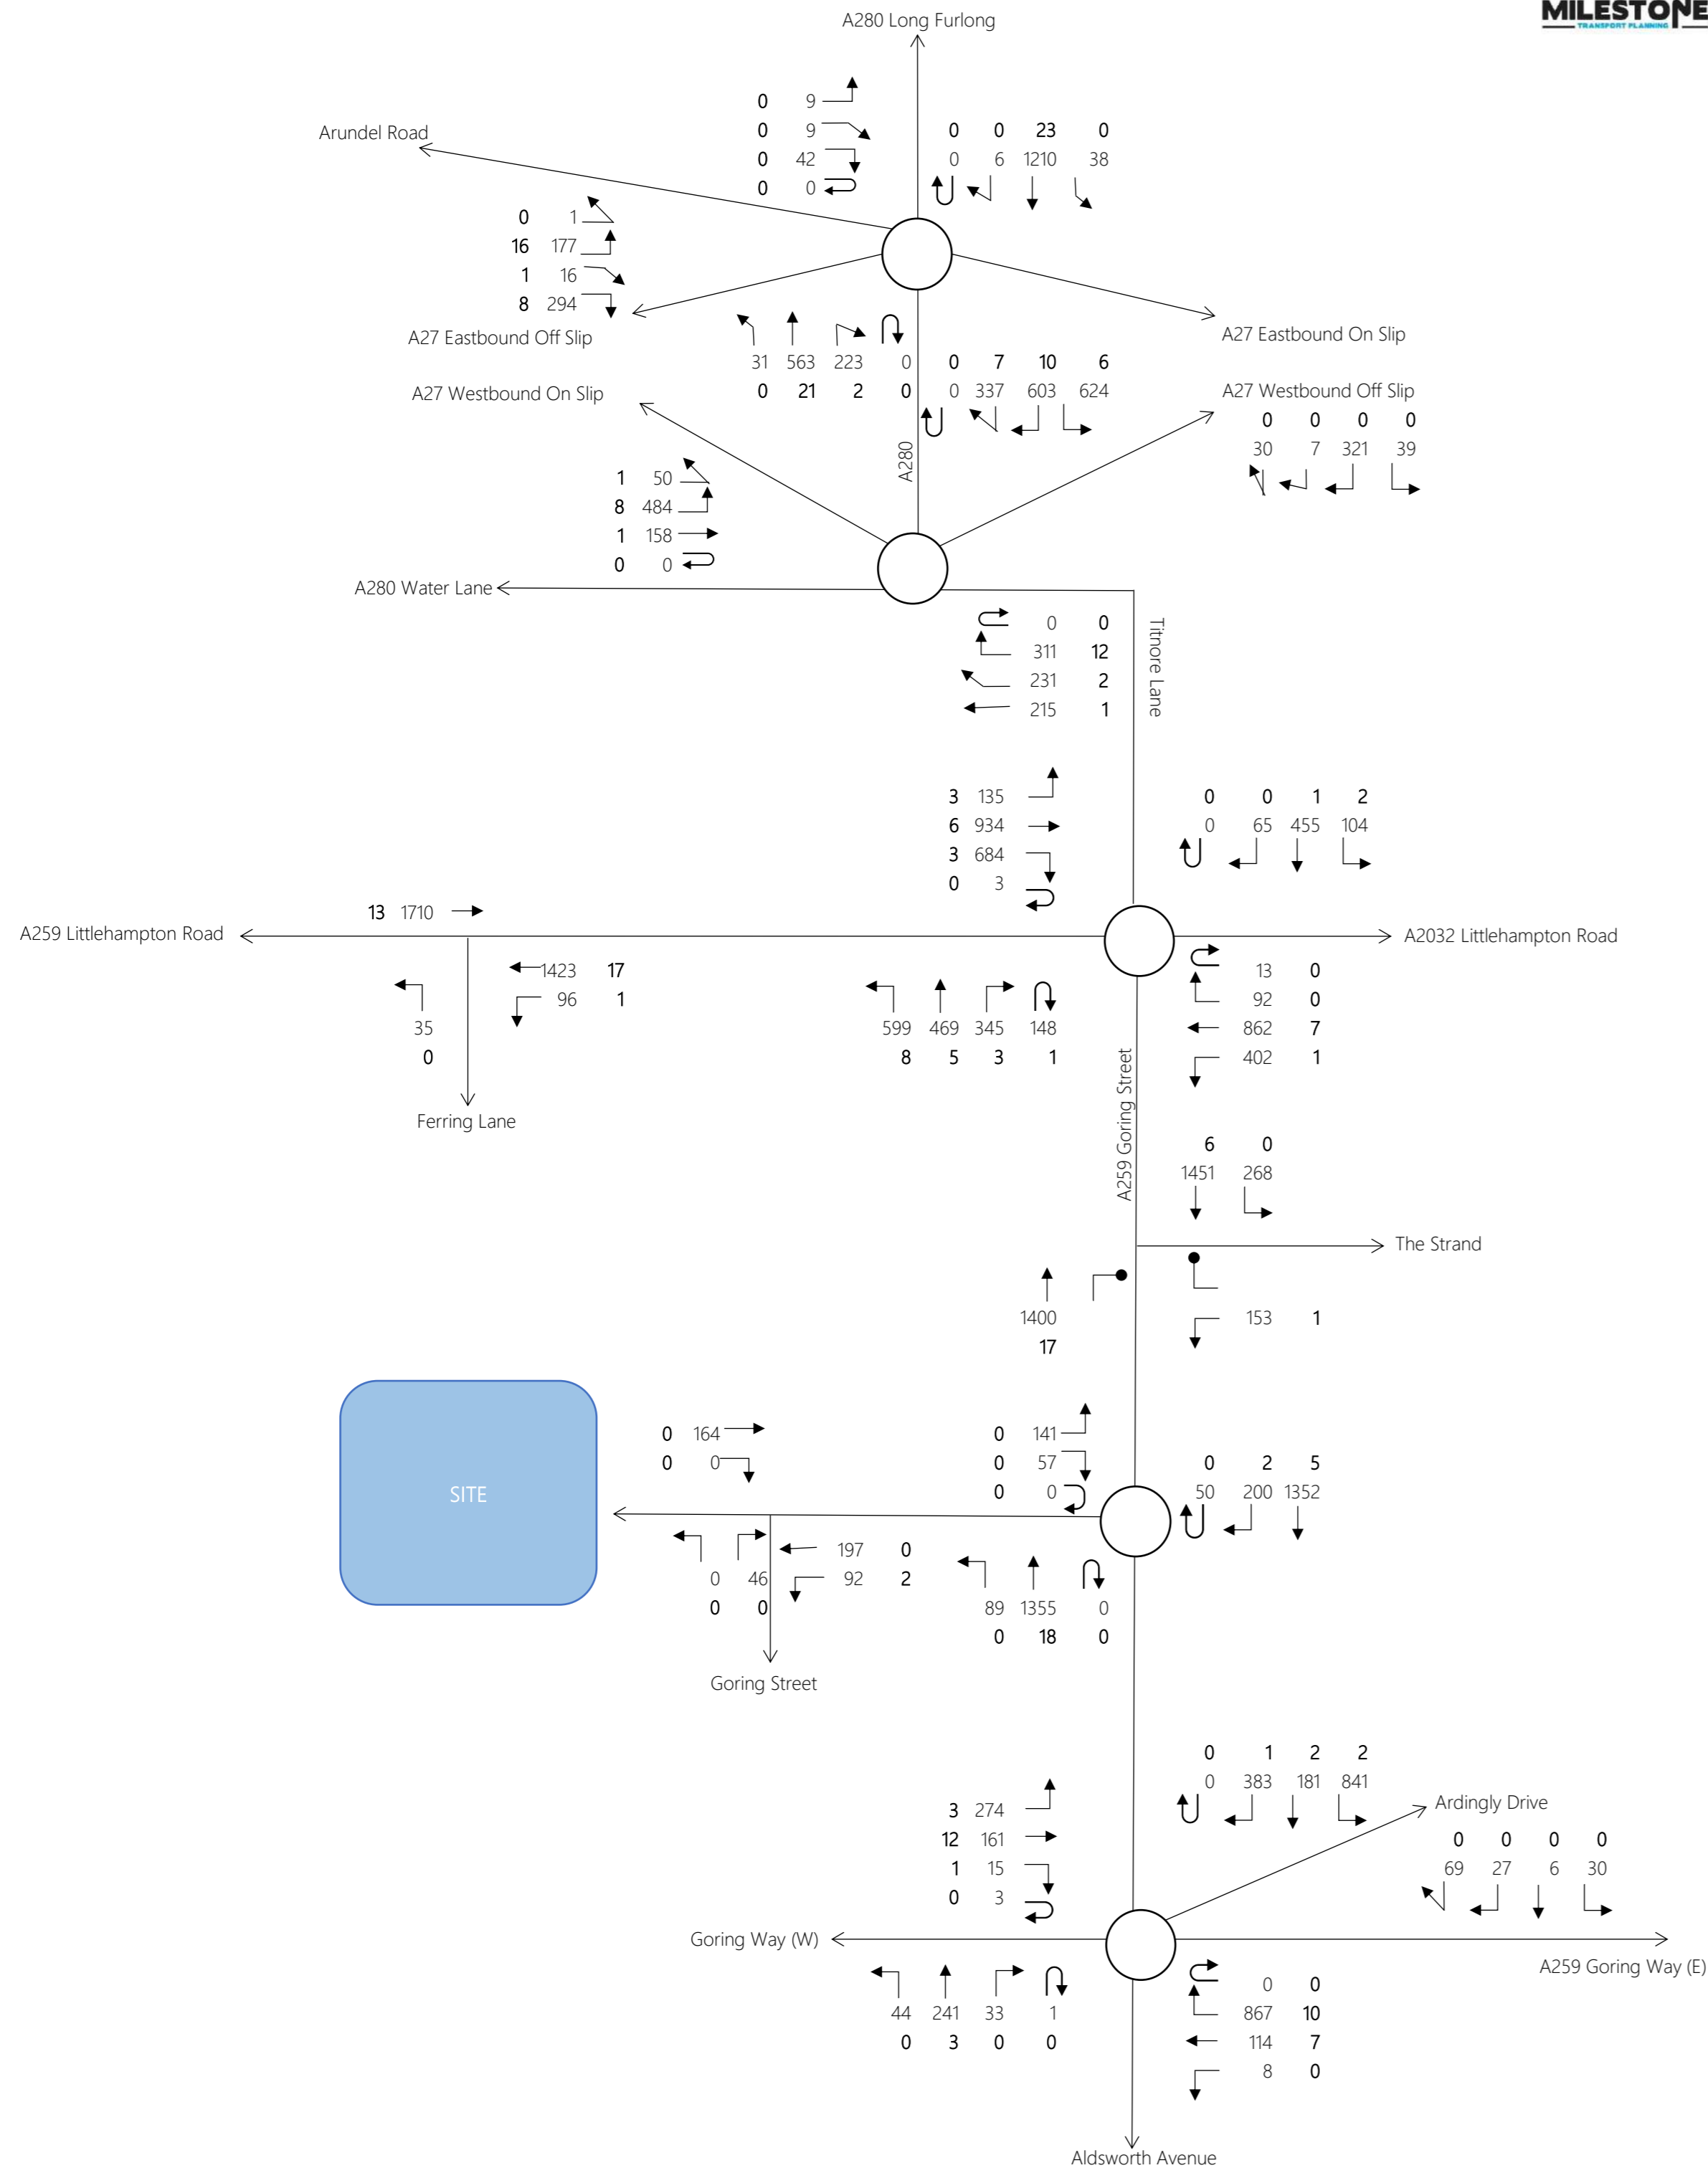 MILESTONE
TRANSPORT PLANNING
A280 Long Furlong
0 9
0 9
0 42
0 0
0 0 23 0
0 6 1210 38
Arundel Road
0 1
16 177
1 16
8 294
A27 Eastbound Off Slip
A27 Eastbound On Slip
31 563 223 0
0 21 2 0
0 7 10 6
0 337 603 624
A27 Westbound On Slip
A27 Westbound Off Slip
0 0 0 0
30 7 321 39
A280
1 50
8 484
1 158
0 0
A280 Water Lane
0 0
311 12
231 2
215 1
Titnore Lane
3 135
6 934
3 684
0 3
0 0 1 2
0 65 455 104
13 1710
A259 Littlehampton Road
A2032 Littlehampton Road
1423 17
96 1
35
0
Ferring Lane
599 469 345 148
8 5 3 1
13 0
92 0
862 7
402 1
A259 Goring Street
6 0
1451 268
The Strand
1400
17
153 1
SITE
0 164
0 0
0 141
0 57
0 0
0 2 5
50 200 1352
197 0
92 2
0 46
0 0
89 1355 0
0 18 0
Goring Street
0 1 2 2
0 383 181 841
3 274
12 161
1 15
0 3
Ardingly Drive
0 0 0 0
69 27 6 30
Goring Way (W)
A259 Goring Way (E)
44 241 33 1
0 3 0 0
0 0
867 10
114 7
8 0
Aldsworth Avenue